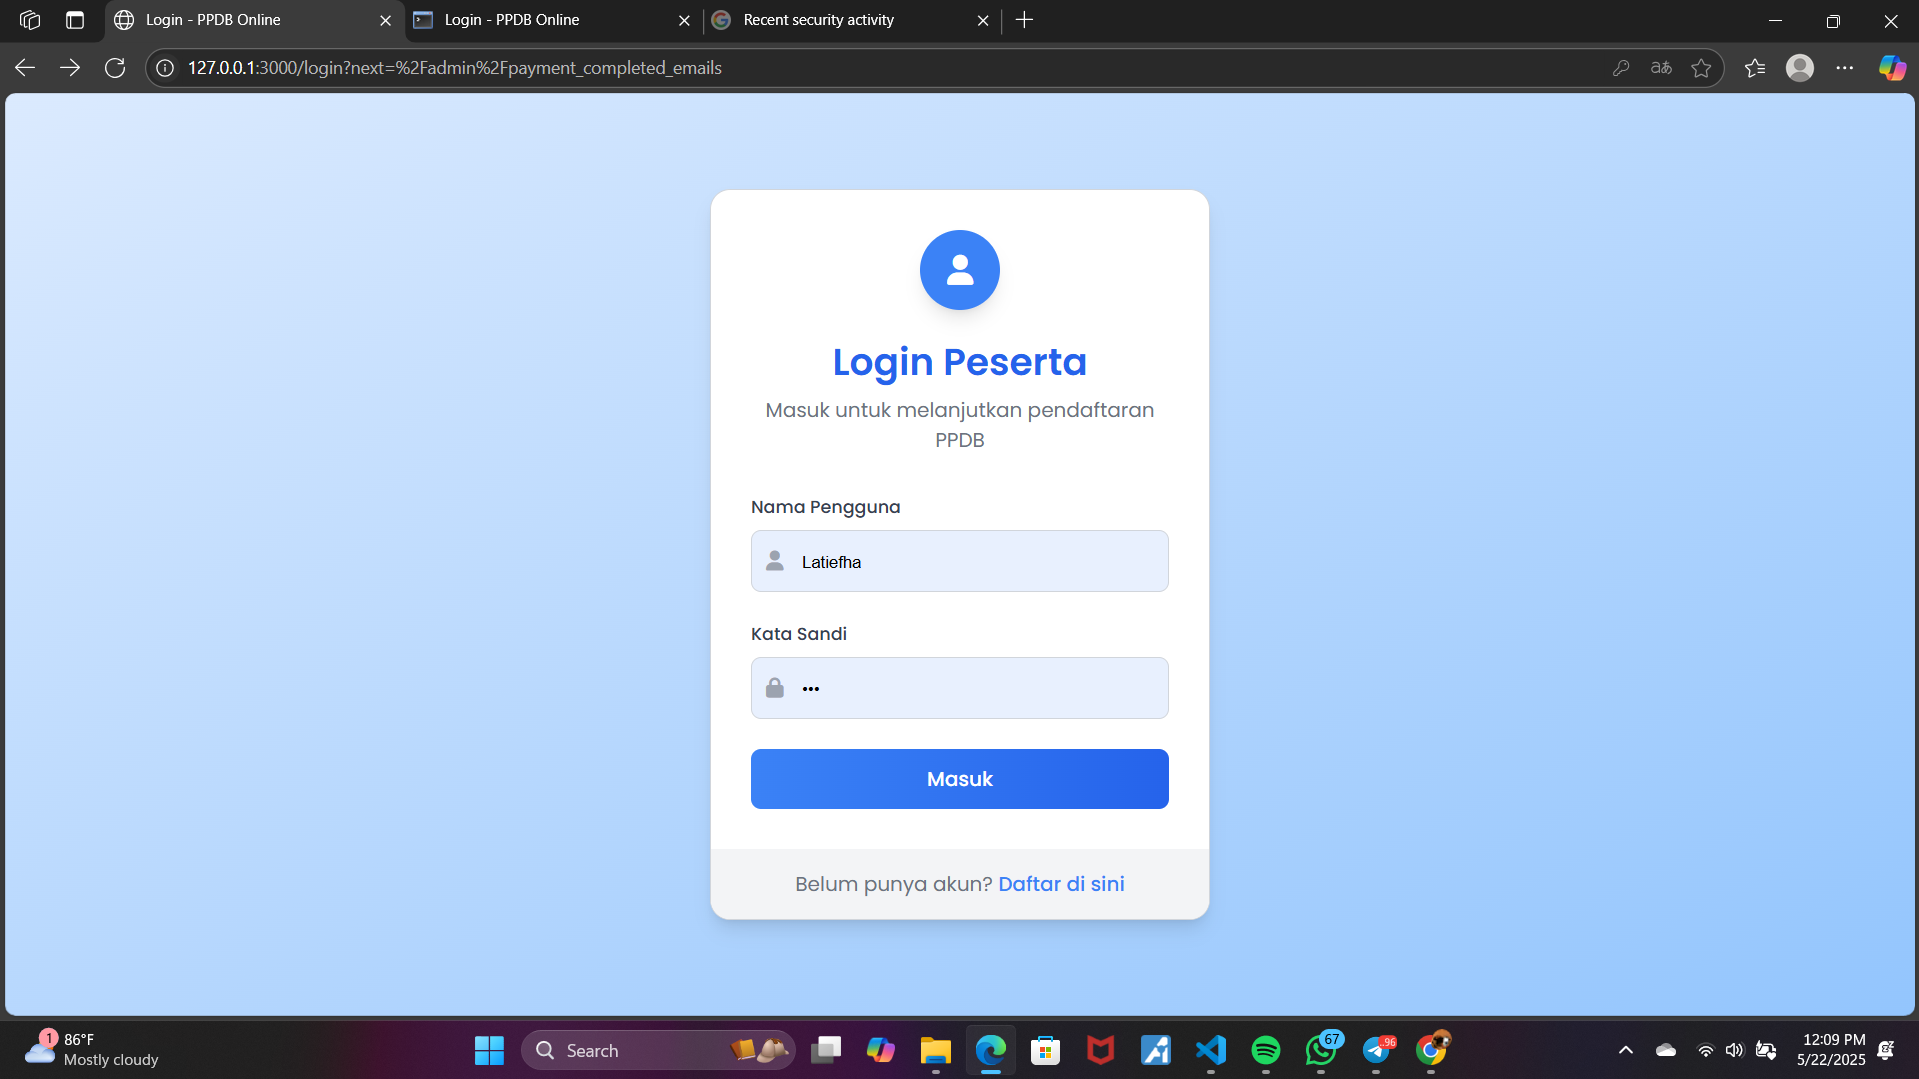 Login - PPDB Online
Login - PPDB Online
Recent security activity
127.0.0.1:3000/login?next=%2Fadmin%2Fpayment_completed_emails
Login Peserta
Masuk untuk melanjutkan pendaftaran
PPDB
Nama Pengguna
Latiefha
Kata Sandi
•••
Masuk
Belum punya akun? Daftar di sini
1
86°F
Mostly cloudy
Search
67
96
12:09 PM
5/22/2025